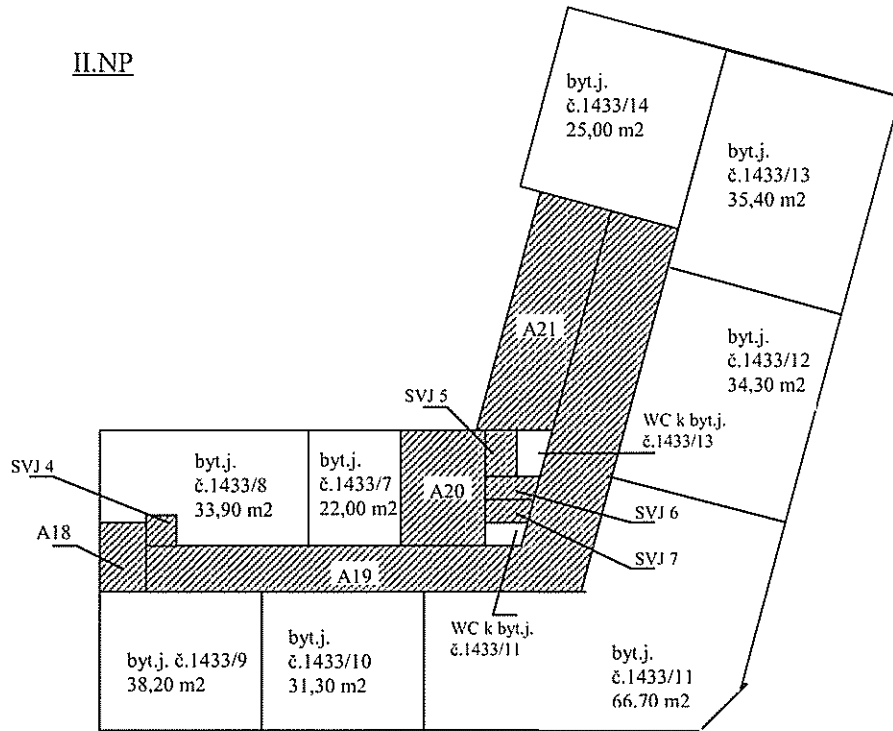 II.NP
byt.j.
č.1433/14
25,00 m2
byt.j.
č.1433/13
35,40 m2
A21
byt.j.
č.1433/12
34,30 m2
SVJ 5
WC k byt.j.
č.1433/13
SVJ 4
byt.j.
č.1433/8
33,90 m2
byt.j.
č.1433/7
22,00 m2
A20
SVJ 6
A18
SVJ 7
A19
WC k byt.j.
č.1433/11
byt.j. č.1433/9
38,20 m2
byt.j.
č.1433/10
31,30 m2
byt.j.
č.1433/11
66,70 m2